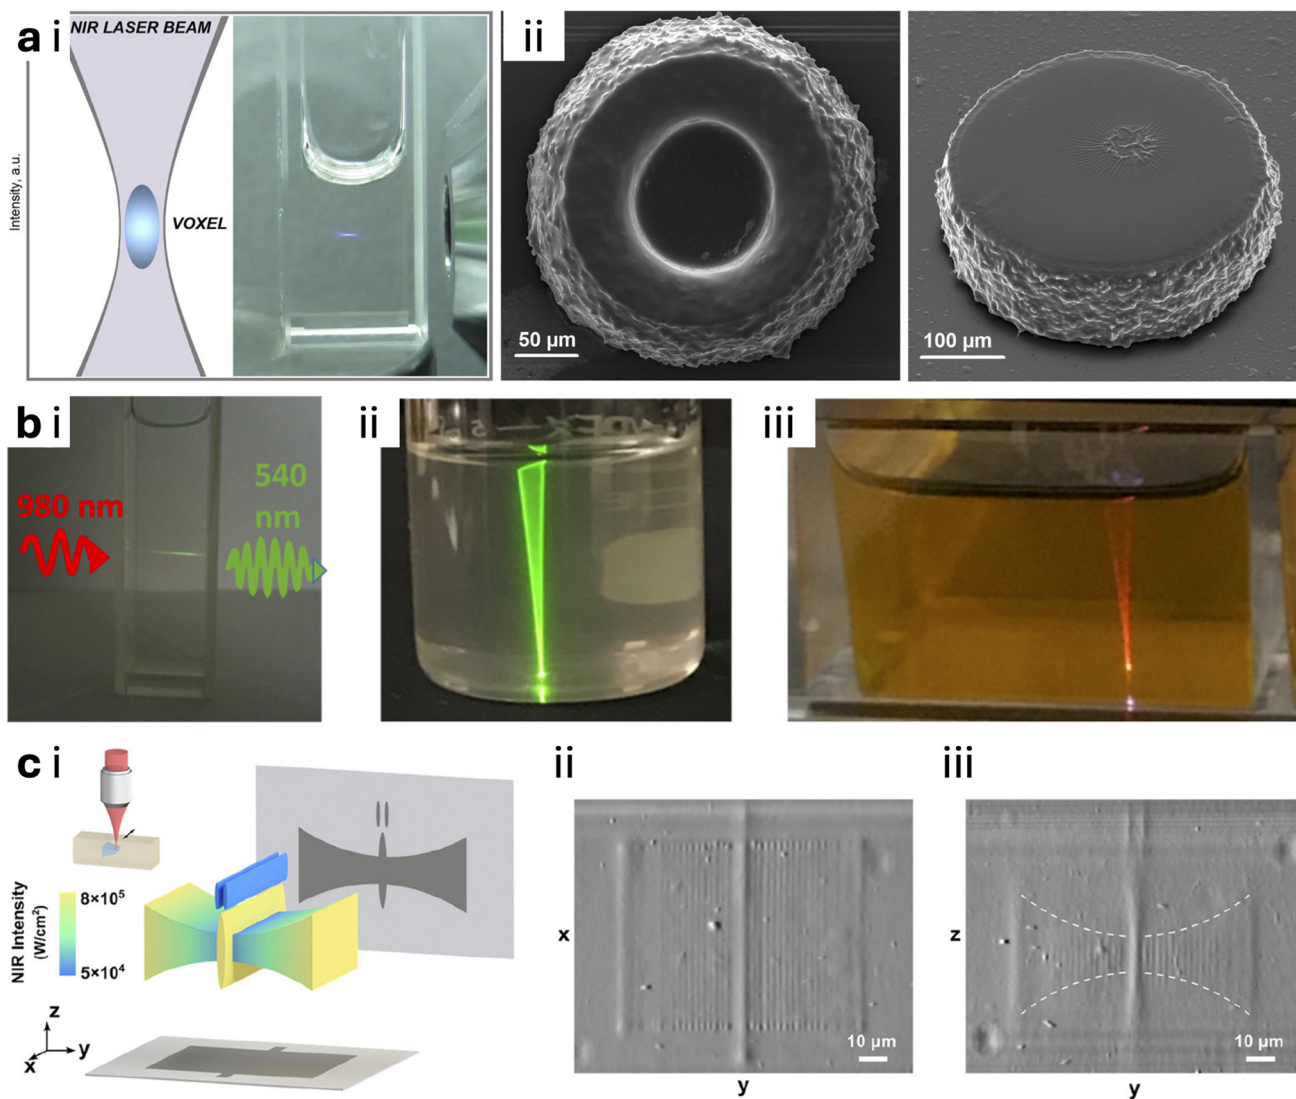 a i
NIR LASER BEAM
Intensity, a.u.
VOXEL
ii
50 µm
100 µm
b i
980 nm
540
nm
ii
iii
c i
NIR Intensity
(W/cm²)
8×10⁵
5×10⁴
z
y
x
ii
x
10 µm
y
iii
z
10 µm
y